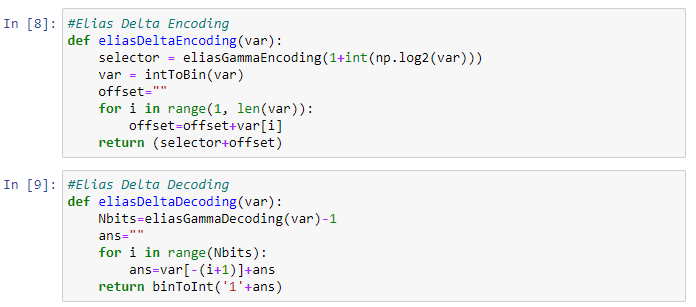 In [8]: #Elias Delta Encoding
def eliasDeltaEncoding(var):
    selector = eliasGammaEncoding(1+int(np.log2(var)))
    var = intToBin(var)
    offset=""
    for i in range(1, len(var)):
        offset=offset+var[i]
    return (selector+offset)
In [9]: #Elias Delta Decoding
def eliasDeltaDecoding(var):
    Nbits=eliasGammaDecoding(var)-1
    ans=""
    for i in range(Nbits):
        ans=var[-(i+1)]+ans
    return binToInt('1'+ans)